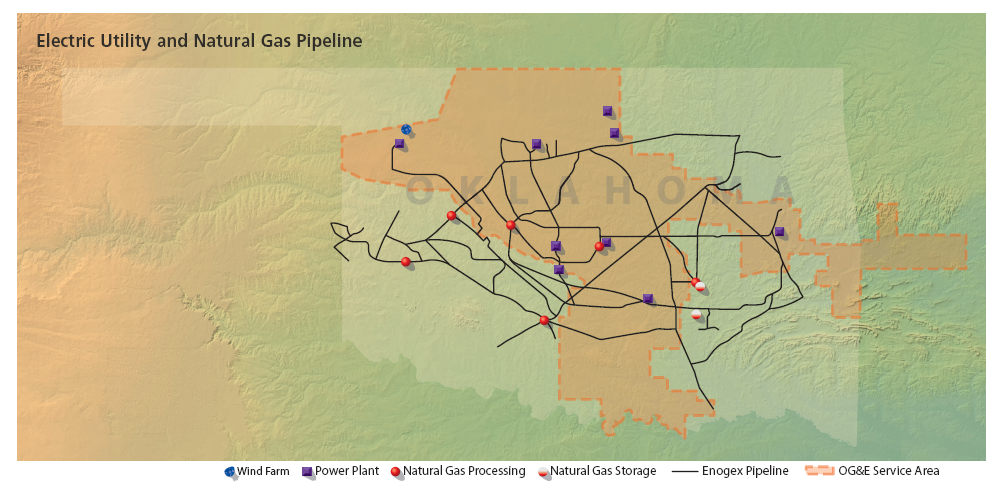 Electric Utility and Natural Gas Pipeline
OKLAHOMA
Wind Farm Power Plant Natural Gas Processing Natural Gas Storage Enogex Pipeline OG&E Service Area